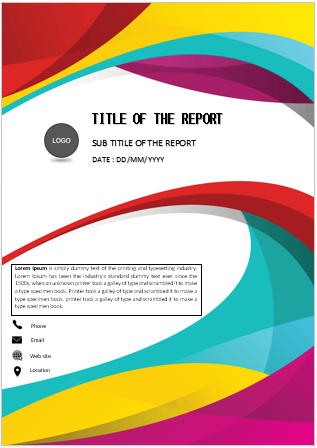 TITLE OF THE REPORT
LOGO
SUB TITILE OF THE REPORT
DATE : DD/MM/YYYY
Lorem Ipsum is simply dummy text of the printing and typesetting industry.
Lorem Ipsum has been the industry's standard dummy text ever since the
1500s, when an unknown printer took a galley of type and scrambled it to make
a type specimen book. Printer took a galley of type and scrambled it to make a
type specimen book. printer took a galley of type and scrambled it to make a
type specimen book.
Phone
Email
Web site
Location